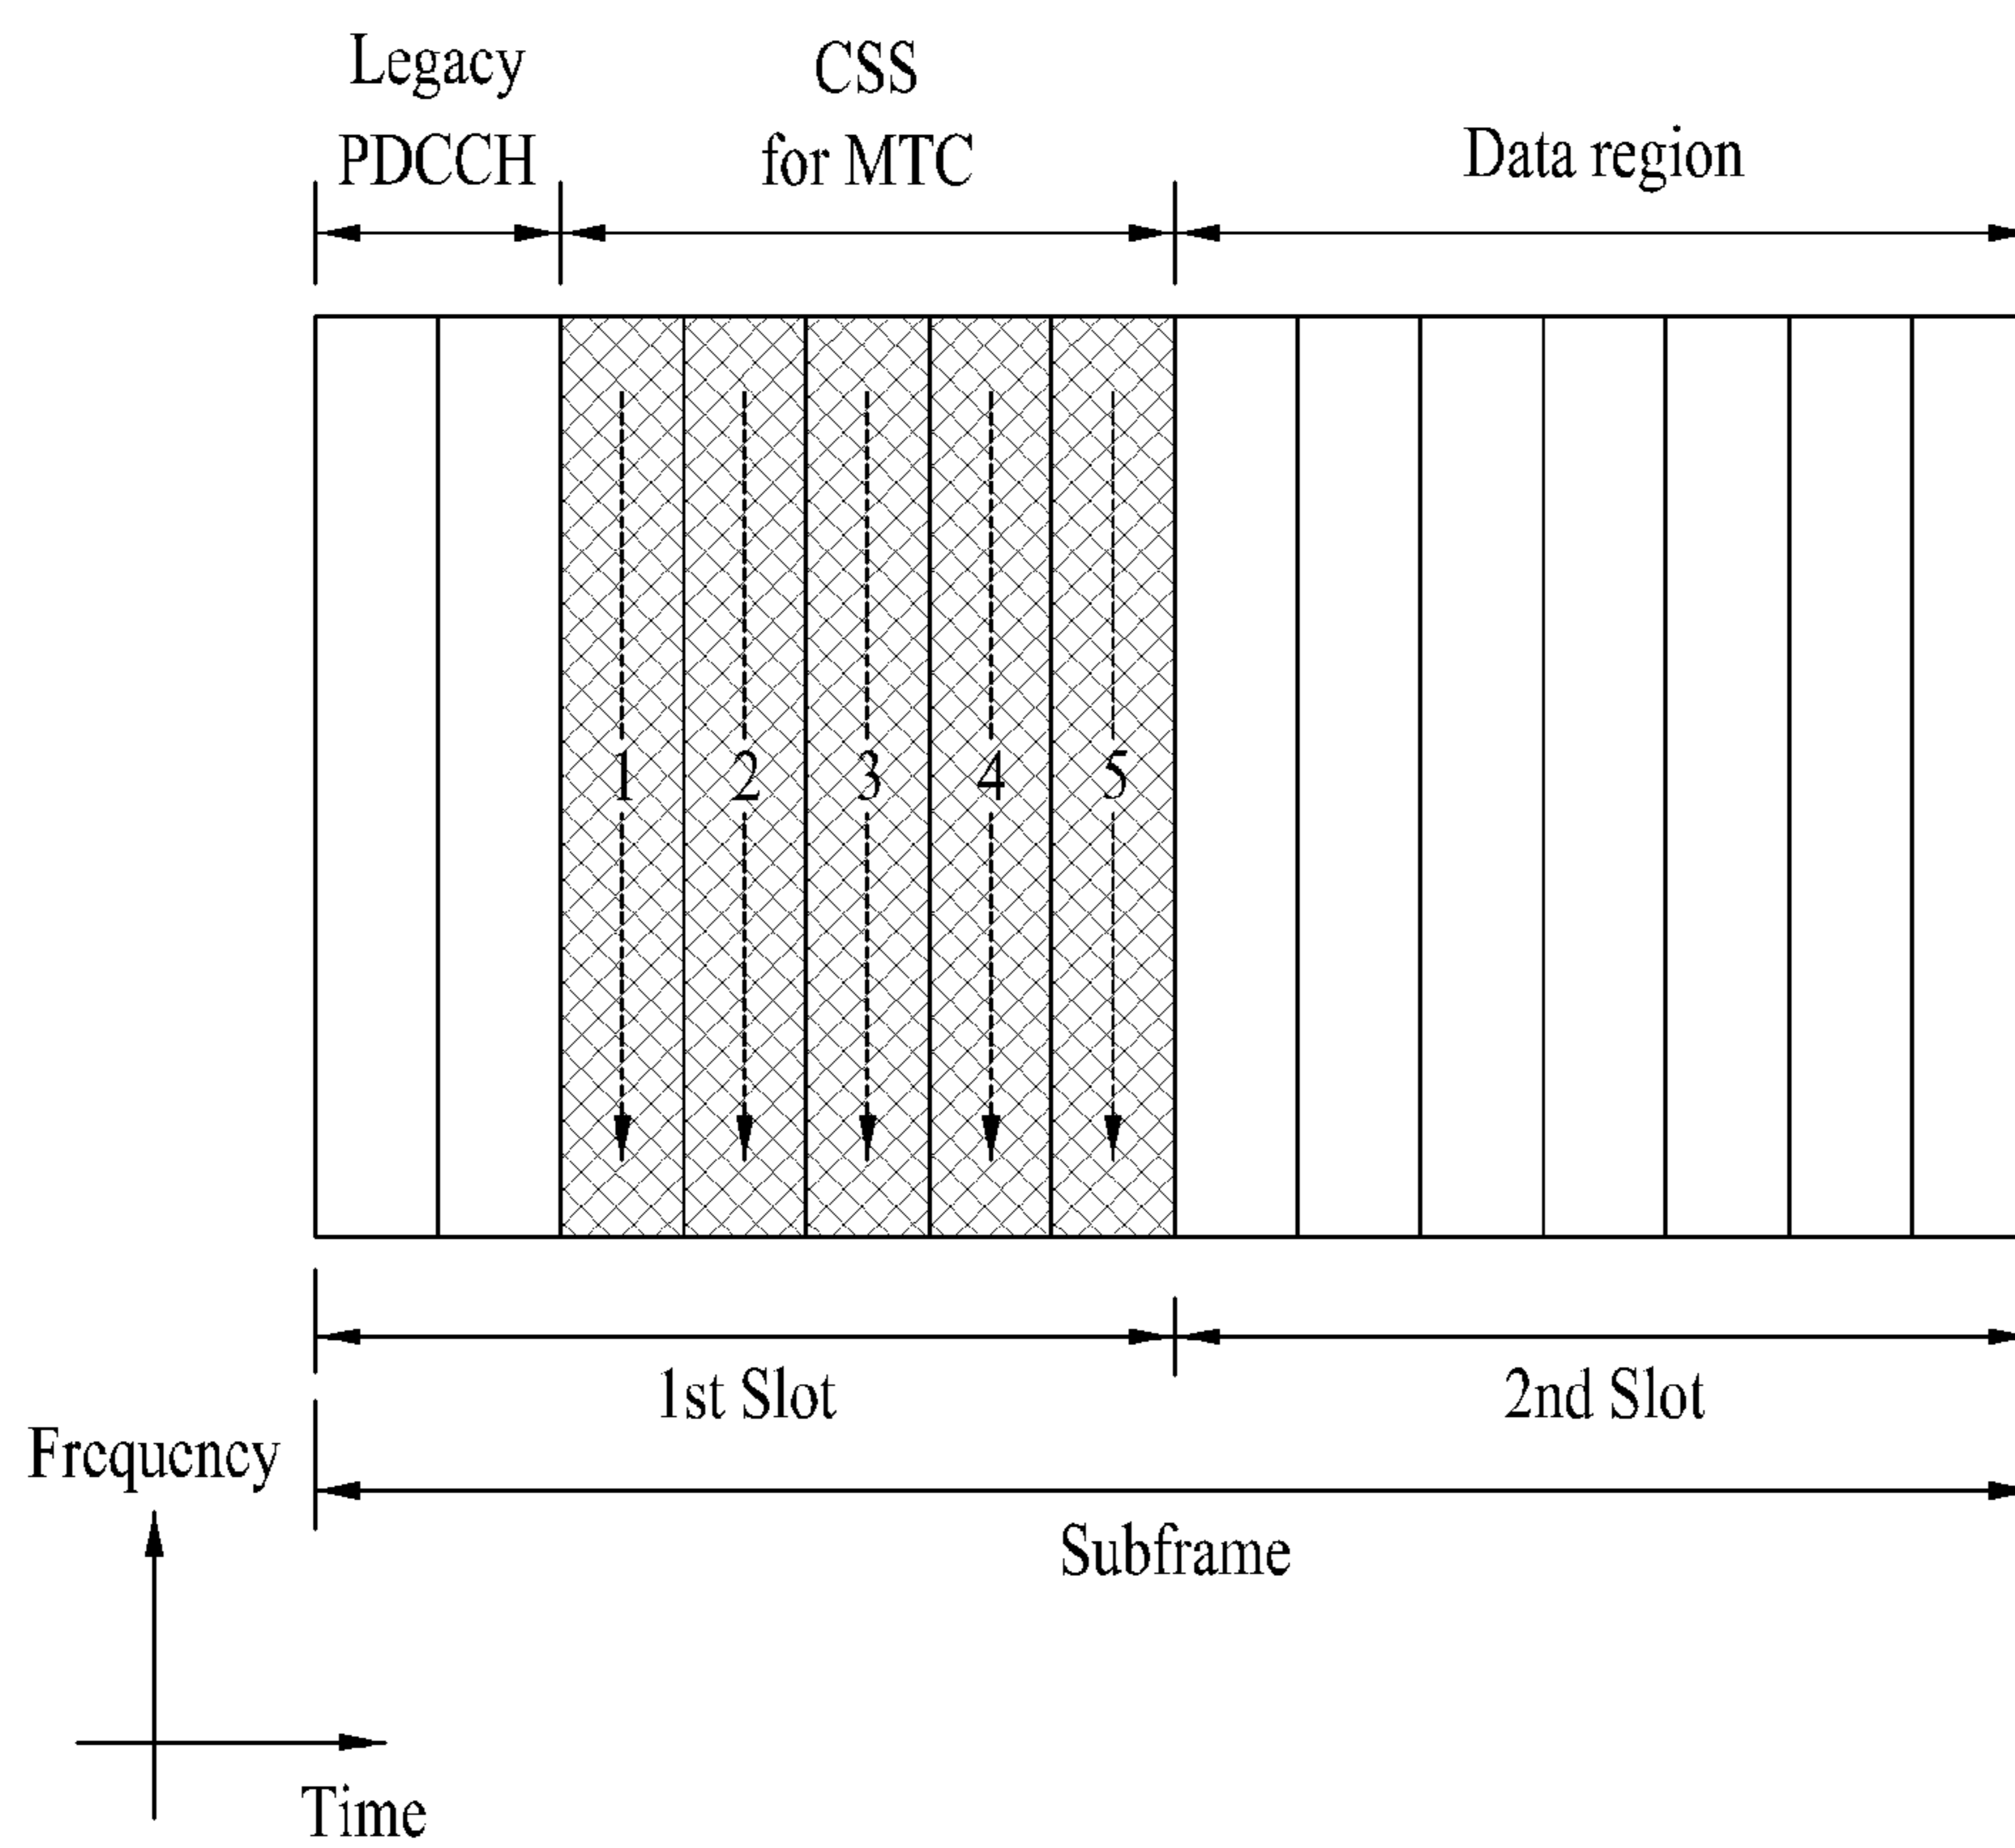 Legacy
PDCCH
CSS
for MTC
Data region
1
2
3
4
5
1st Slot
2nd Slot
Frequency
Subframe
Time